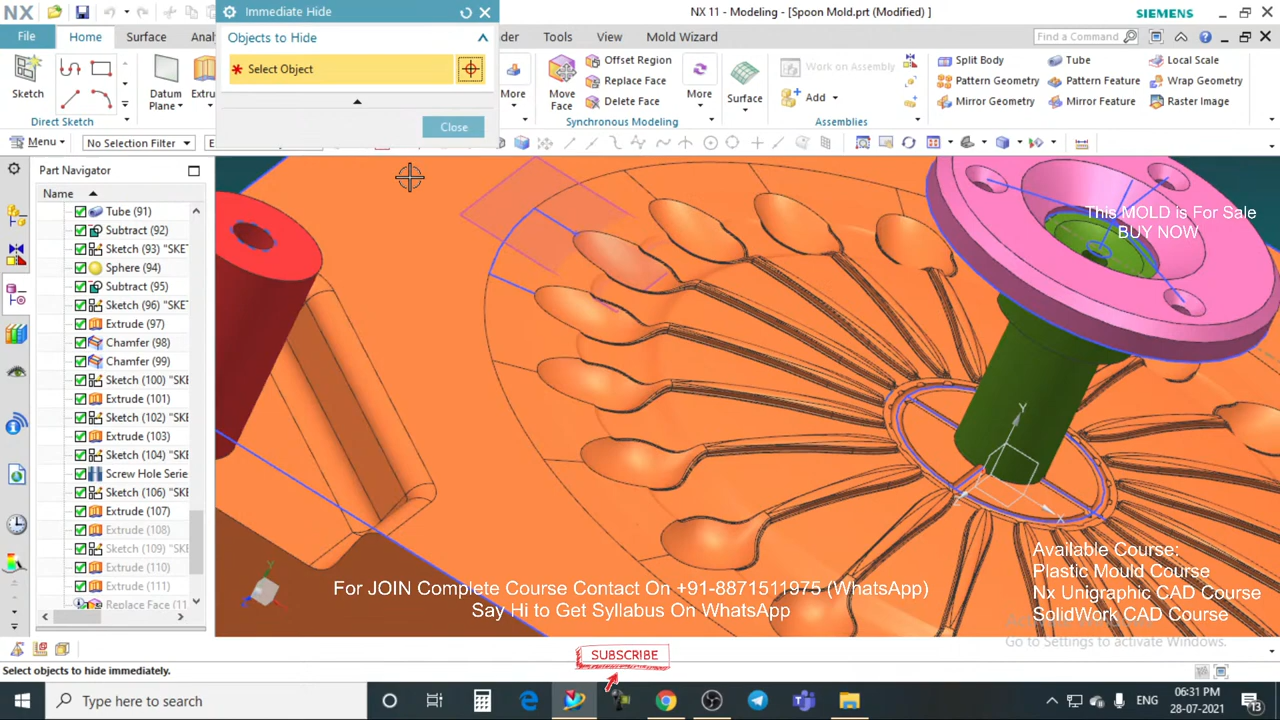 NX
Immediate Hide
NX 11 - Modeling - [Spoon Mold.prt (Modified) ]
SIEMENS
File
Home
Surface
Objects to Hide
Tools
View
Mold Wizard
Find a Command
* Select Object
Close
Sketch
Direct Sketch
Datum
Plane
More
Move
Face
Offset Region
Replace Face
Delete Face
More
Synchronous Modeling
Surface
Work on Assembly
Add
Assemblies
Split Body
Pattern Geometry
Mirror Geometry
Tube
Pattern Feature
Mirror Feature
Local Scale
Wrap Geometry
Raster Image
Menu
No Selection Filter
Part Navigator
Name
Tube (91)
Subtract (92)
Sketch (93) "SKE
Sphere (94)
Subtract (95)
Sketch (96) "SKE
Extrude (97)
Chamfer (98)
Chamfer (99)
Sketch (100) "SKE
Extrude (101)
Sketch (102) "SKE
Extrude (103)
Sketch (104) "SKE
Screw Hole Serie
Sketch (106) "SKE
Extrude (107)
Extrude (108)
Sketch (109) "SKE
Extrude (110)
Extrude (111)
Replace Face (11
This MOLD is For Sale
BUY NOW
Y
X
Available Course:
Plastic Mould Course
Nx Unigraphic CAD Course
SolidWork CAD Course
For JOIN Complete Course Contact On +91-8871511975 (WhatsApp)
Say Hi to Get Syllabus On WhatsApp
Go to Settings to activate Windows.
SUBSCRIBE
Select objects to hide immediately.
Type here to search
ENG
06:31 PM
28-07-2021
13